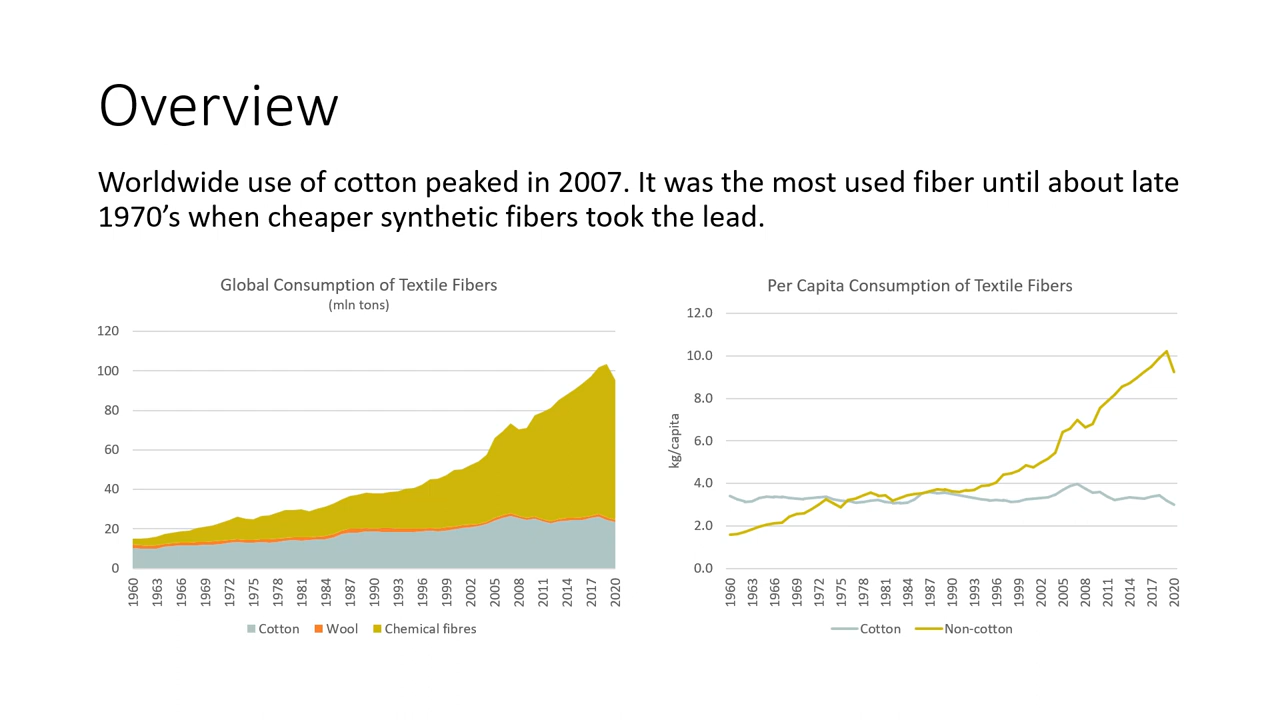 Overview
Worldwide use of cotton peaked in 2007. It was the most used fiber until about late
1970’s when cheaper synthetic fibers took the lead.
Global Consumption of Textile Fibers
(mln tons)
120
100
80
60
40
20
0
1960 1963 1966 1969 1972 1975 1978 1981 1984 1987 1990 1993 1996 1999 2002 2005 2008 2011 2014 2017 2020
Cotton Wool Chemical fibres
Per Capita Consumption of Textile Fibers
kg/capita
12.0
10.0
8.0
6.0
4.0
2.0
0.0
1960 1963 1966 1969 1972 1975 1978 1981 1984 1987 1990 1993 1996 1999 2002 2005 2008 2011 2014 2017 2020
Cotton Non-cotton